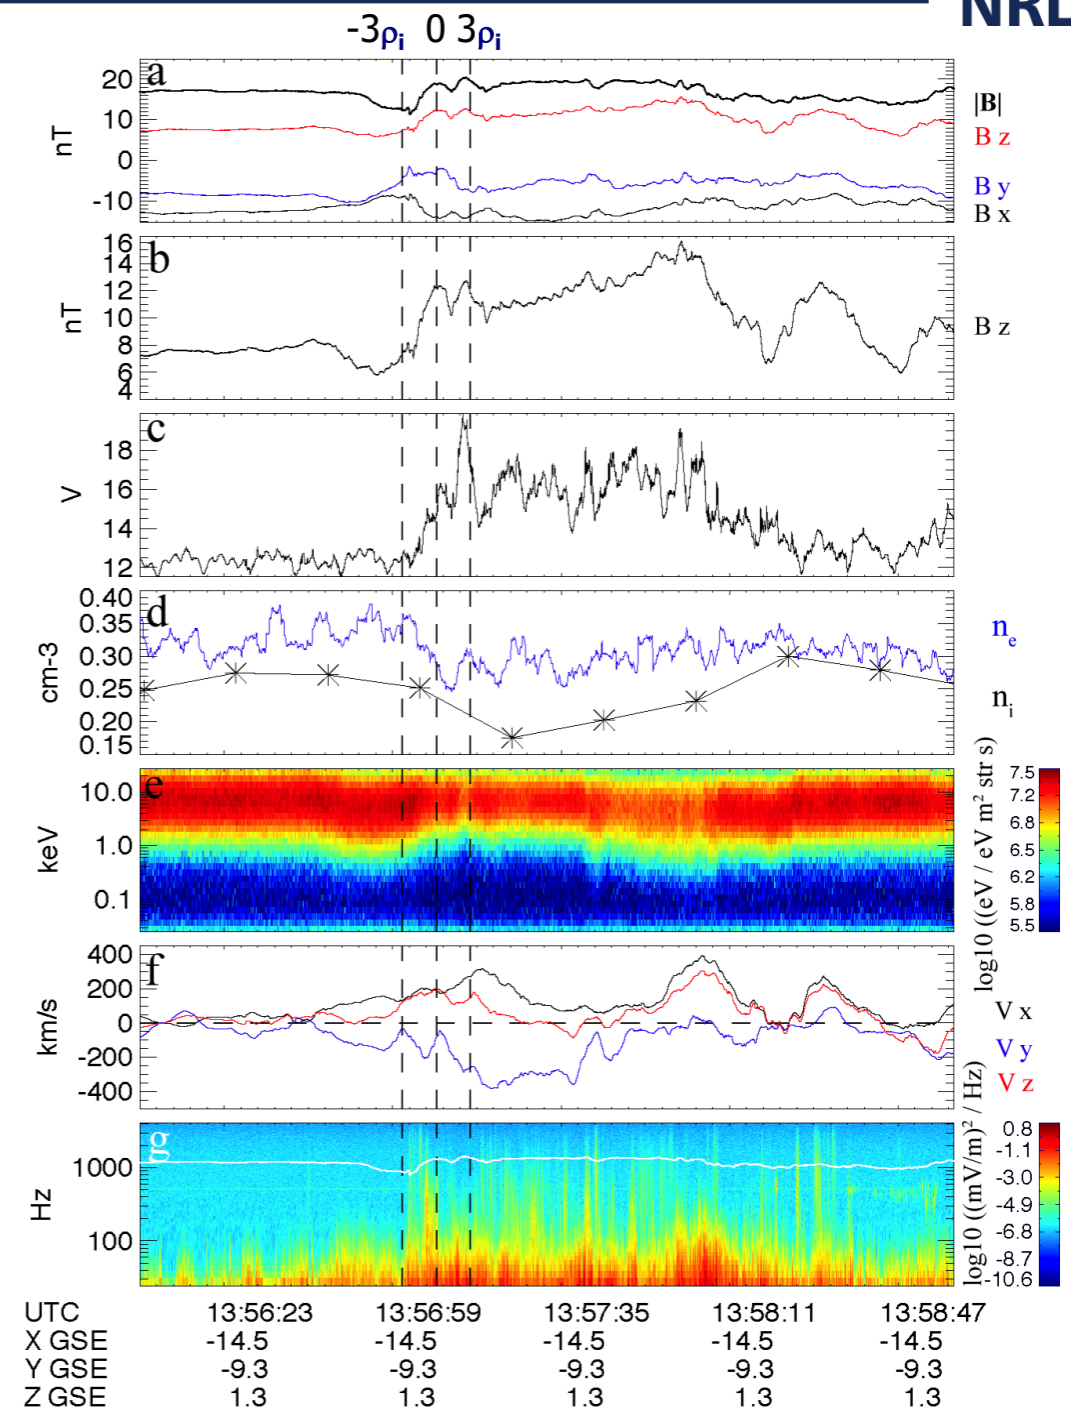 NRL
-3ρi 0 3ρi
a
20
10
0
-10
nT
|B|
B z
B y
B x
b
16
14
12
10
8
6
4
nT
B z
c
18
16
14
12
V
d
0.40
0.35
0.30
0.25
0.20
0.15
cm-3
ne
ni
e
10.0
1.0
0.1
keV
7.5
7.2
6.8
6.5
6.2
5.8
5.5
log10 ((eV / eV m² str s)
f
400
200
0
-200
-400
km/s
V x
V y
V z
g
1000
100
Hz
0.8
-1.1
-3.0
-4.9
-6.8
-8.7
-10.6
log10 ((mV/m)² / Hz)
UTC 13:56:23 13:56:59 13:57:35 13:58:11 13:58:47
X GSE -14.5 -14.5 -14.5 -14.5 -14.5
Y GSE -9.3 -9.3 -9.3 -9.3 -9.3
Z GSE 1.3 1.3 1.3 1.3 1.3